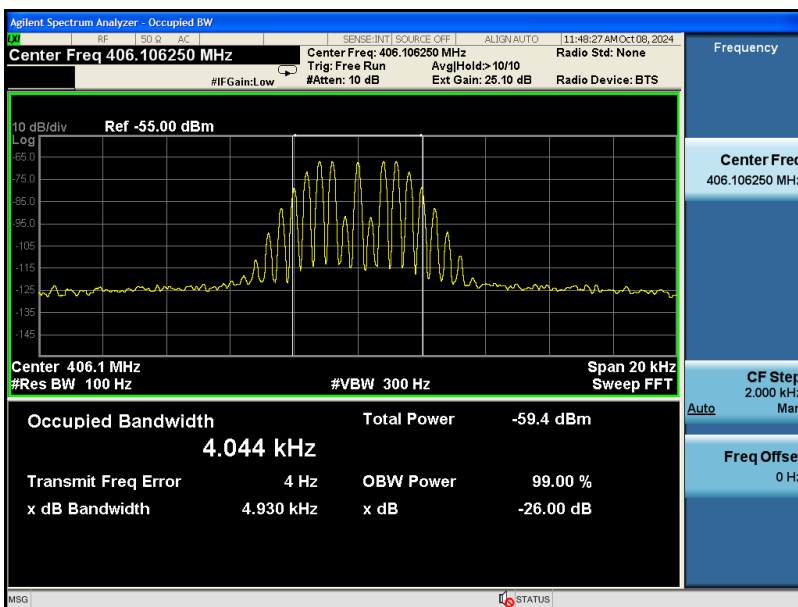 Agilent Spectrum Analyzer - Occupied BW
LXI RF 50 Ω AC SENSE:INT SOURCE OFF ALIGN AUTO 11:48:27 AM Oct 08, 2024
Center Freq 406.106250 MHz
Center Freq: 406.106250 MHz Radio Std: None
Trig: Free Run Avg|Hold:> 10/10
#IFGain:Low #Atten: 10 dB Ext Gain: 25.10 dB Radio Device: BTS
10 dB/div Ref -55.00 dBm
Log
-65.0
-75.0
-85.0
-95.0
-105
-115
-125
-135
-145
Center 406.1 MHz Span 20 kHz
#Res BW 100 Hz #VBW 300 Hz Sweep FFT
Occupied Bandwidth Total Power -59.4 dBm
4.044 kHz
Transmit Freq Error 4 Hz OBW Power 99.00 %
x dB Bandwidth 4.930 kHz x dB -26.00 dB
MSG STATUS
Frequency
Center Freq
406.106250 MHz
CF Step
2.000 kHz
Auto Man
Freq Offset
0 Hz